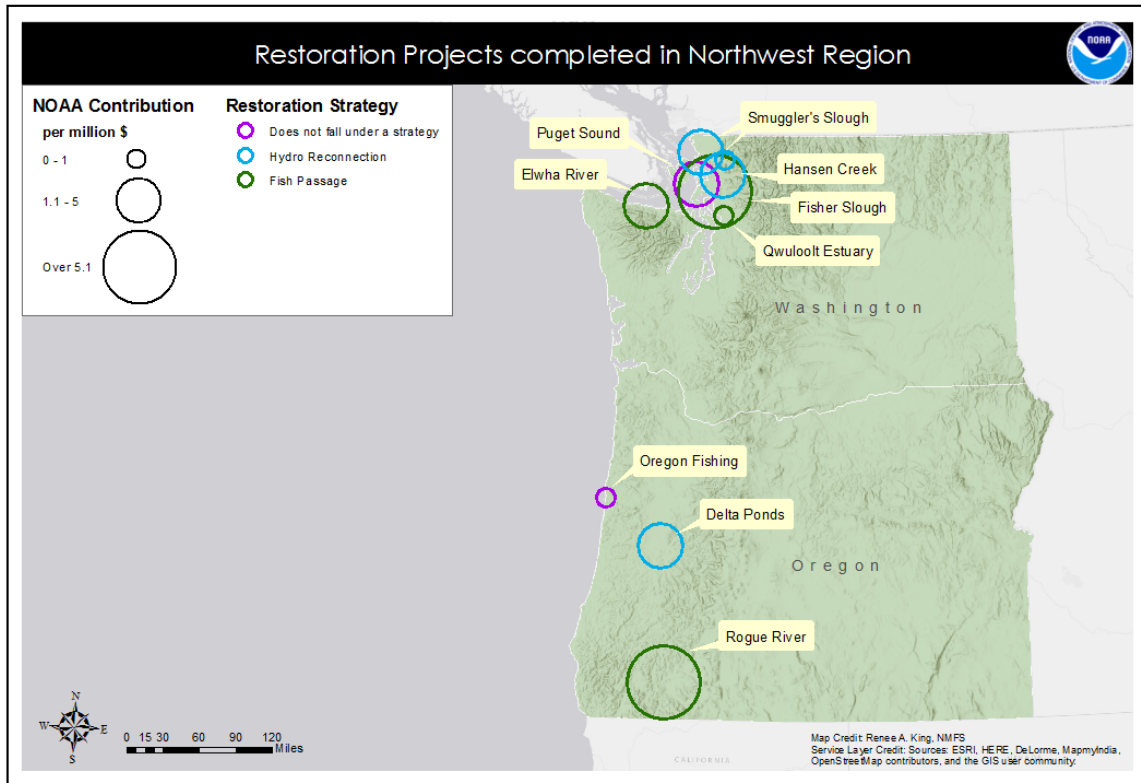 Restoration Projects completed in Northwest Region
NOAA
NOAA Contribution
per million $
0 - 1
1.1 - 5
Over 5.1
Restoration Strategy
Does not fall under a strategy
Hydro Reconnection
Fish Passage
Smuggler's Slough
Puget Sound
Hansen Creek
Elwha River
Fisher Slough
Qwuloolt Estuary
Washington
Oregon Fishing
Delta Ponds
Oregon
Rogue River
N
W
E
S
0 15 30 60 90 120
Miles
CALIFORNIA
Map Credit: Renee A. King, NMFS
Service Layer Credit: Sources: ESRI, HERE, DeLorme, MapmyIndia,
OpenStreetMap contributors, and the GIS user community.